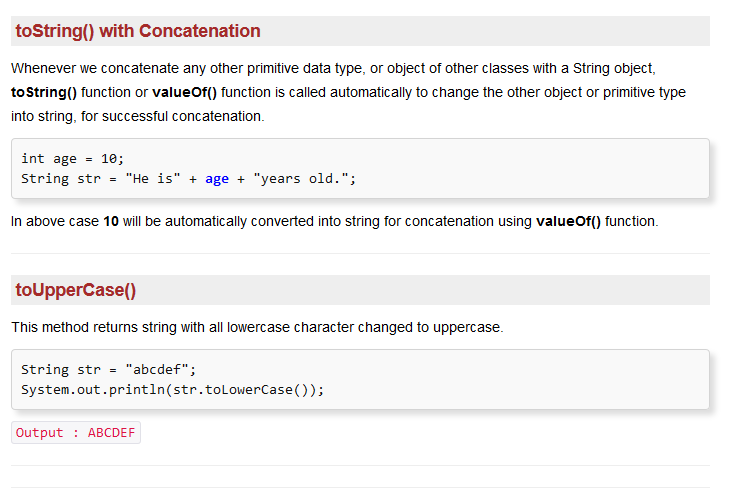 toString() with Concatenation
Whenever we concatenate any other primitive data type, or object of other classes with a String object,
toString() function or valueOf() function is called automatically to change the other object or primitive type
into string, for successful concatenation.
int age = 10;
String str = "He is" + age + "years old.";
In above case 10 will be automatically converted into string for concatenation using valueOf() function.
toUpperCase()
This method returns string with all lowercase character changed to uppercase.
String str = "abcdef";
System.out.println(str.toLowerCase());
Output : ABCDEF